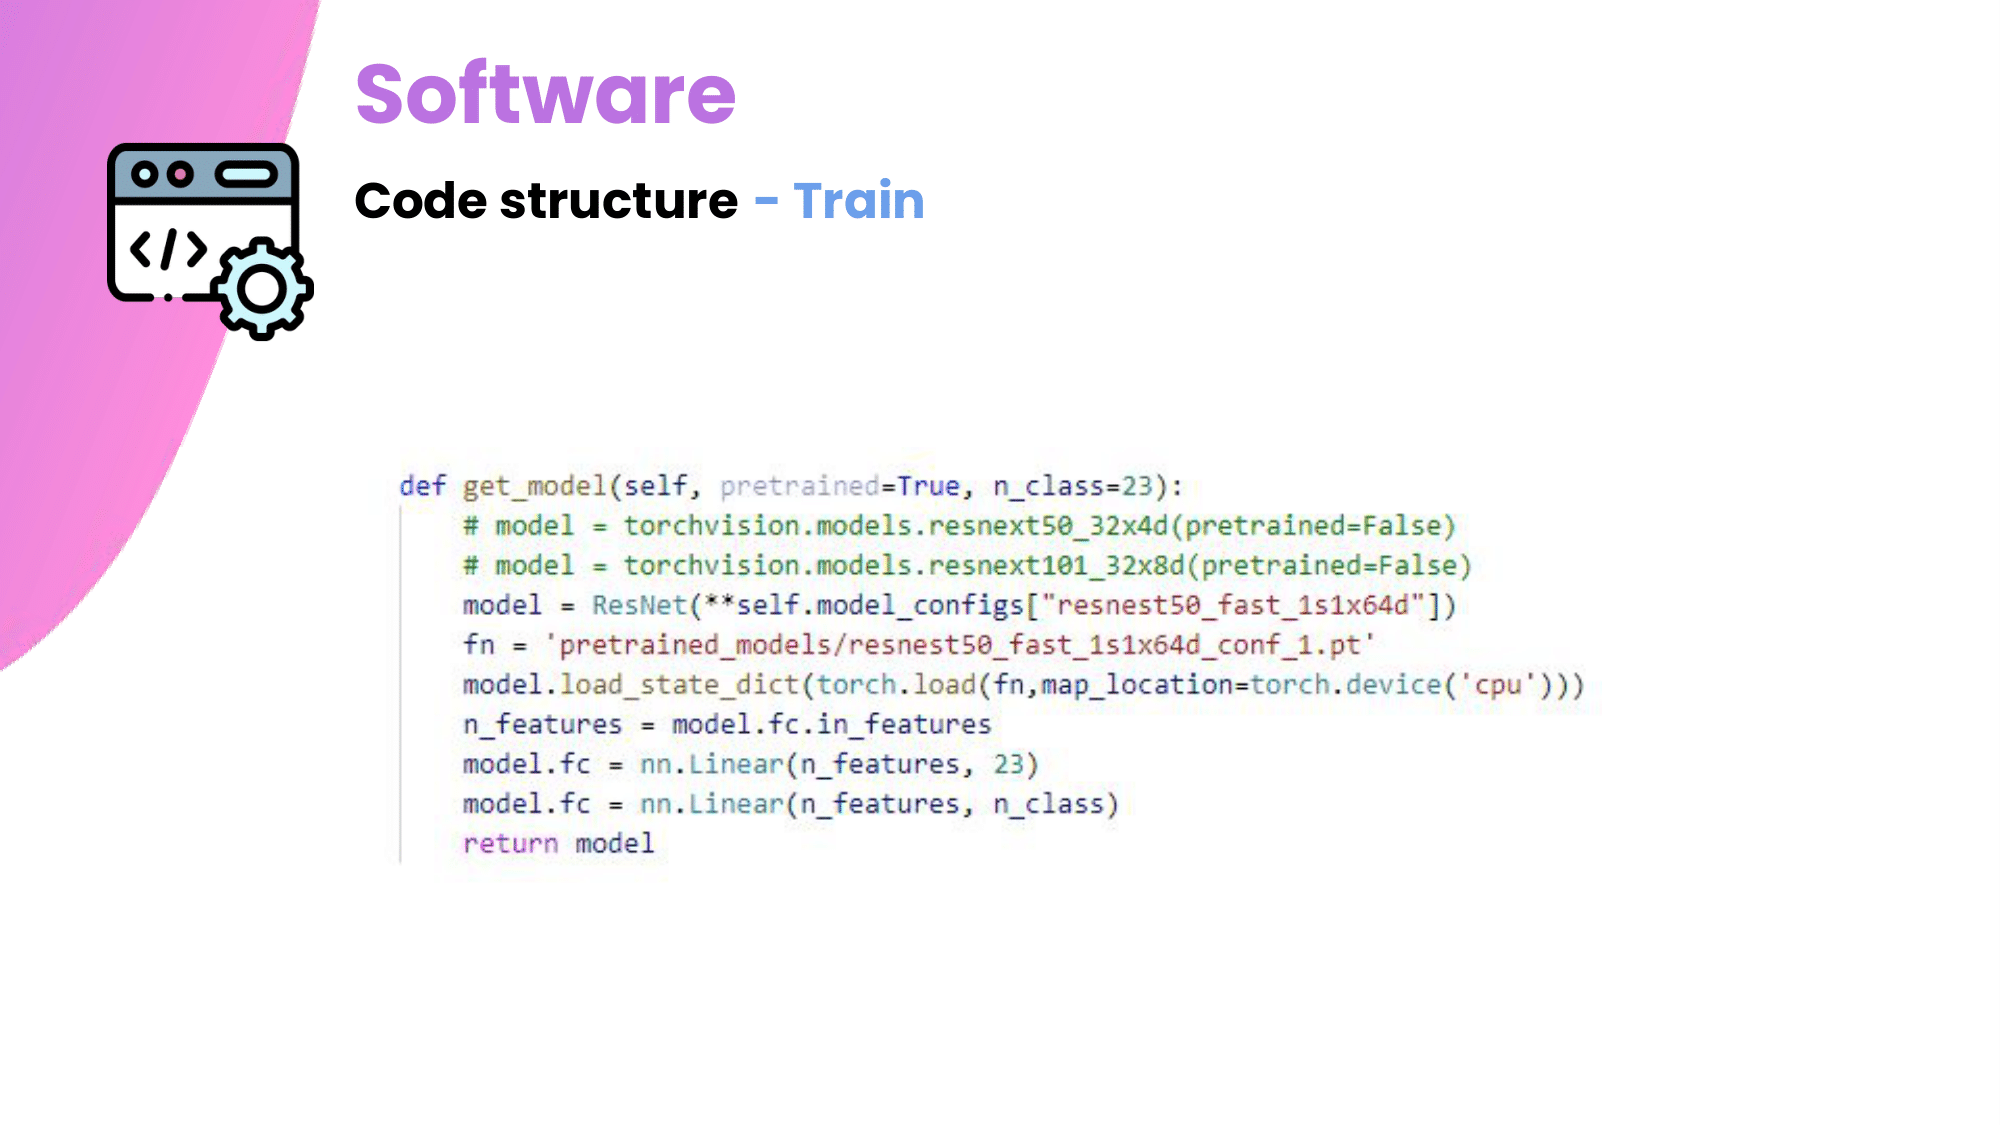 Software
Code structure - Train
</>
def get_model(self, pretrained=True, n_class=23):
    # model = torchvision.models.resnext50_32x4d(pretrained=False)
    # model = torchvision.models.resnext101_32x8d(pretrained=False)
    model = ResNet(**self.model_configs["resnest50_fast_1s1x64d"])
    fn = 'pretrained_models/resnest50_fast_1s1x64d_conf_1.pt'
    model.load_state_dict(torch.load(fn,map_location=torch.device('cpu')))
    n_features = model.fc.in_features
    model.fc = nn.Linear(n_features, 23)
    model.fc = nn.Linear(n_features, n_class)
    return model